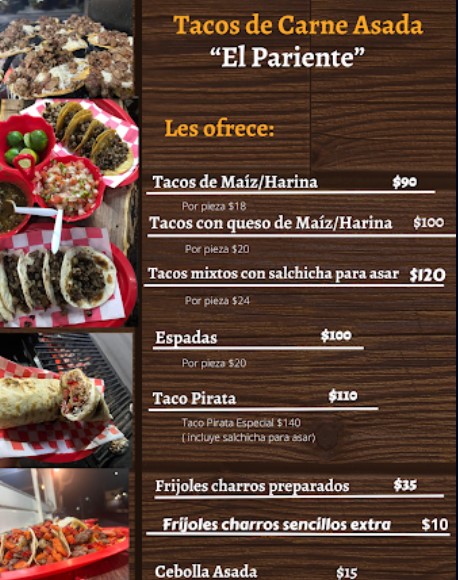 Tacos de Carne Asada
“El Pariente”
Les ofrece:
Tacos de Maíz/Harina $90
Por pieza $18
Tacos con queso de Maíz/Harina $100
Por pieza $20
Tacos mixtos con salchicha para asar $120
Por pieza $24
Espadas $100
Por pieza $20
Taco Pirata $110
Taco Pirata Especial $140
( incluye salchicha para asar)
Frijoles charros preparados $35
Frijoles charros sencillos extra $10
Cebolla Asada $15